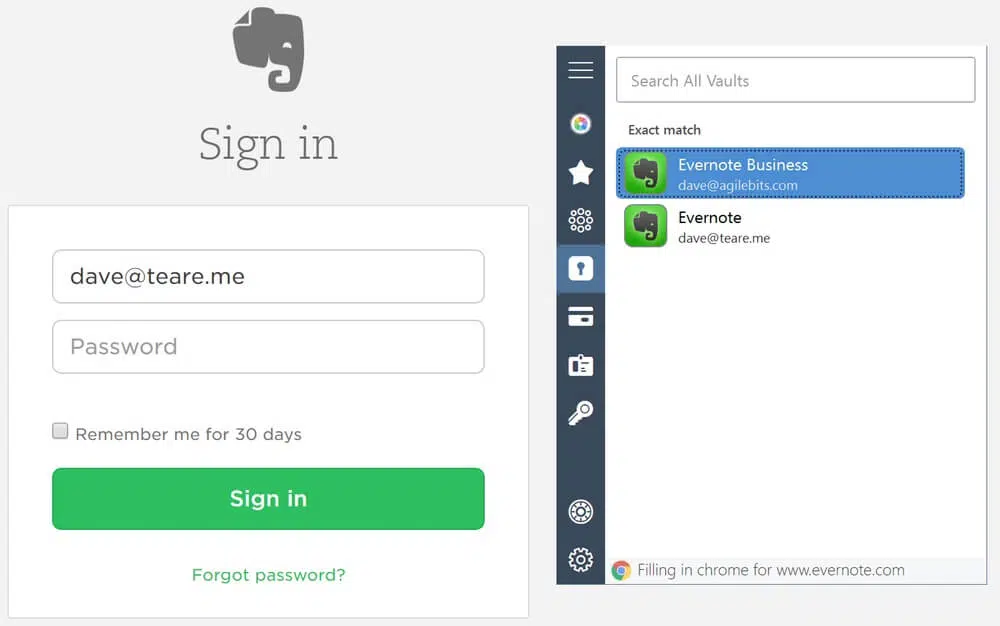 Sign in
dave@teare.me
Password
Remember me for 30 days
Sign in
Forgot password?
Search All Vaults
Exact match
Evernote Business
dave@agilebits.com
Evernote
dave@teare.me
Filling in chrome for www.evernote.com